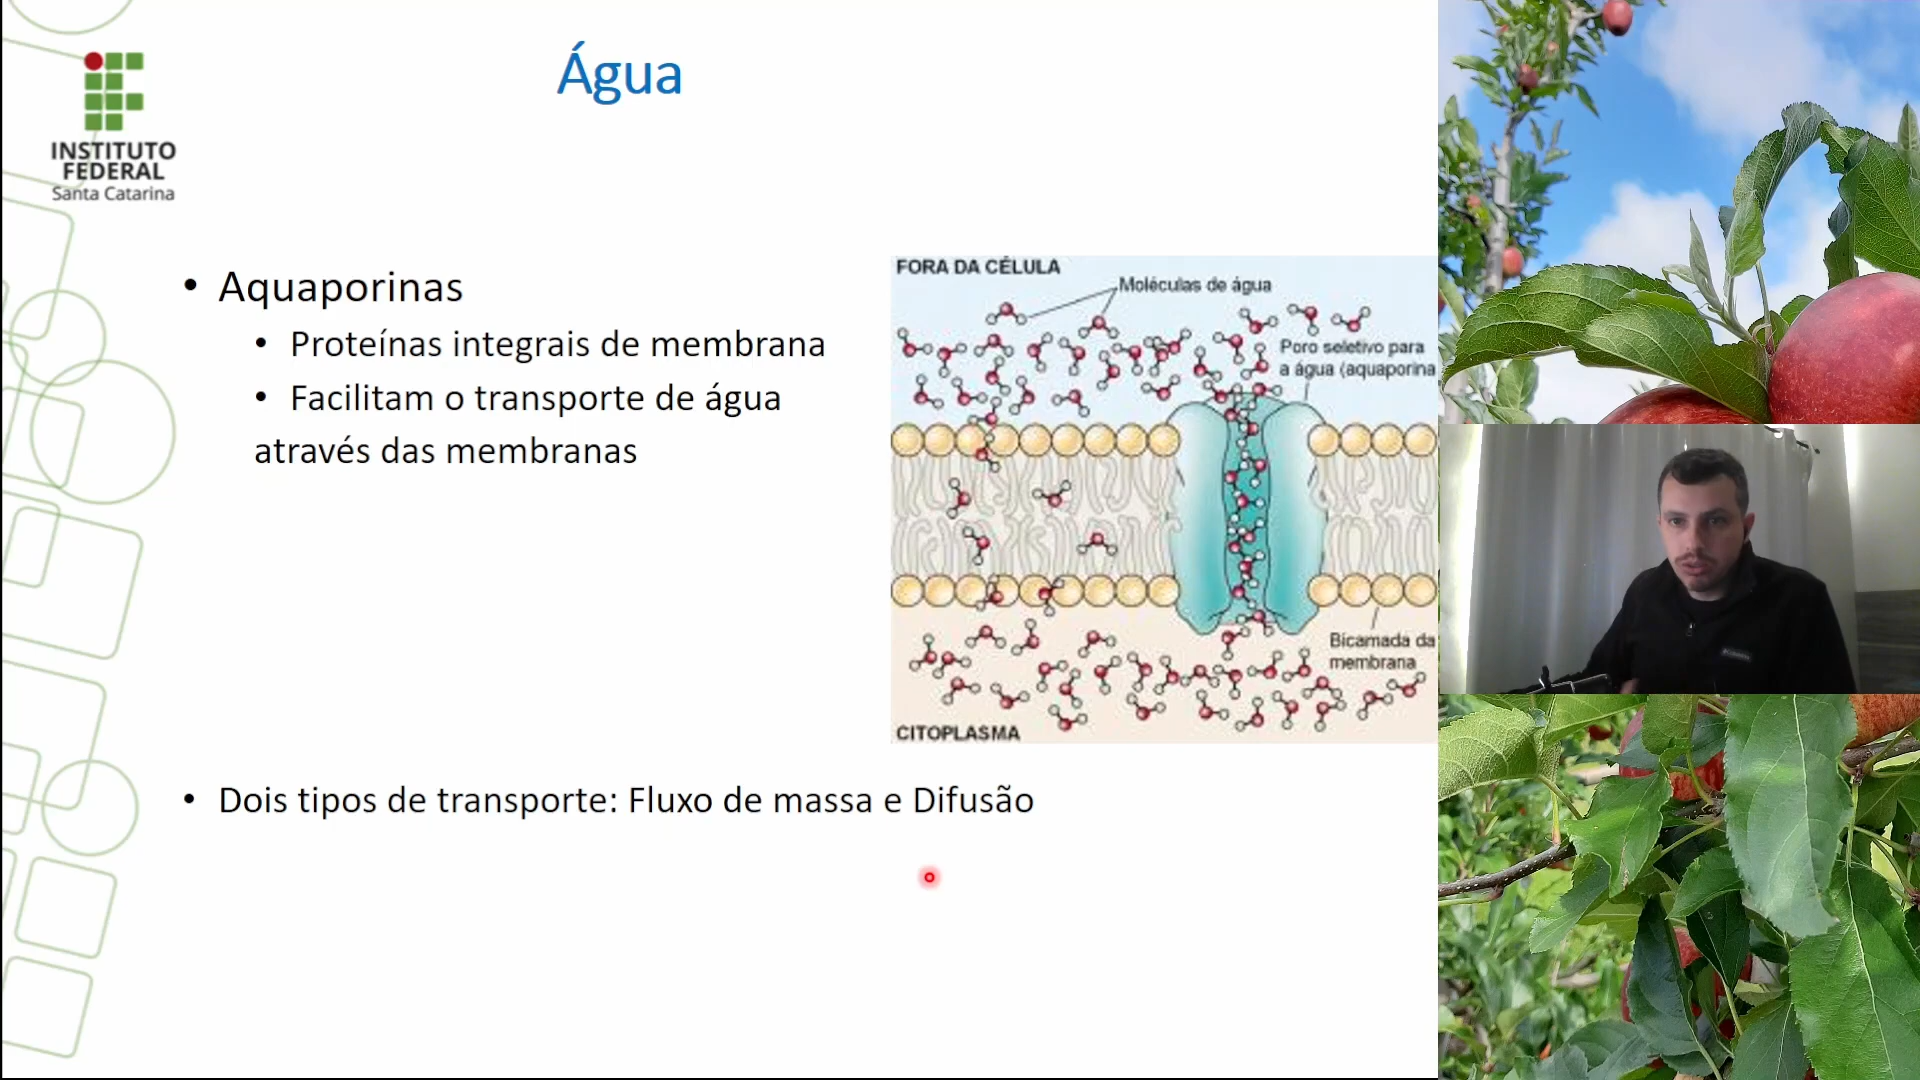 Água
INSTITUTO
FEDERAL
Santa Catarina
• Aquaporinas
• Proteínas integrais de membrana
• Facilitam o transporte de água
através das membranas
FORA DA CÉLULA
Moléculas de água
Poro seletivo para
a água (aquaporina
Bicamada da
membrana
CITOPLASMA
• Dois tipos de transporte: Fluxo de massa e Difusão